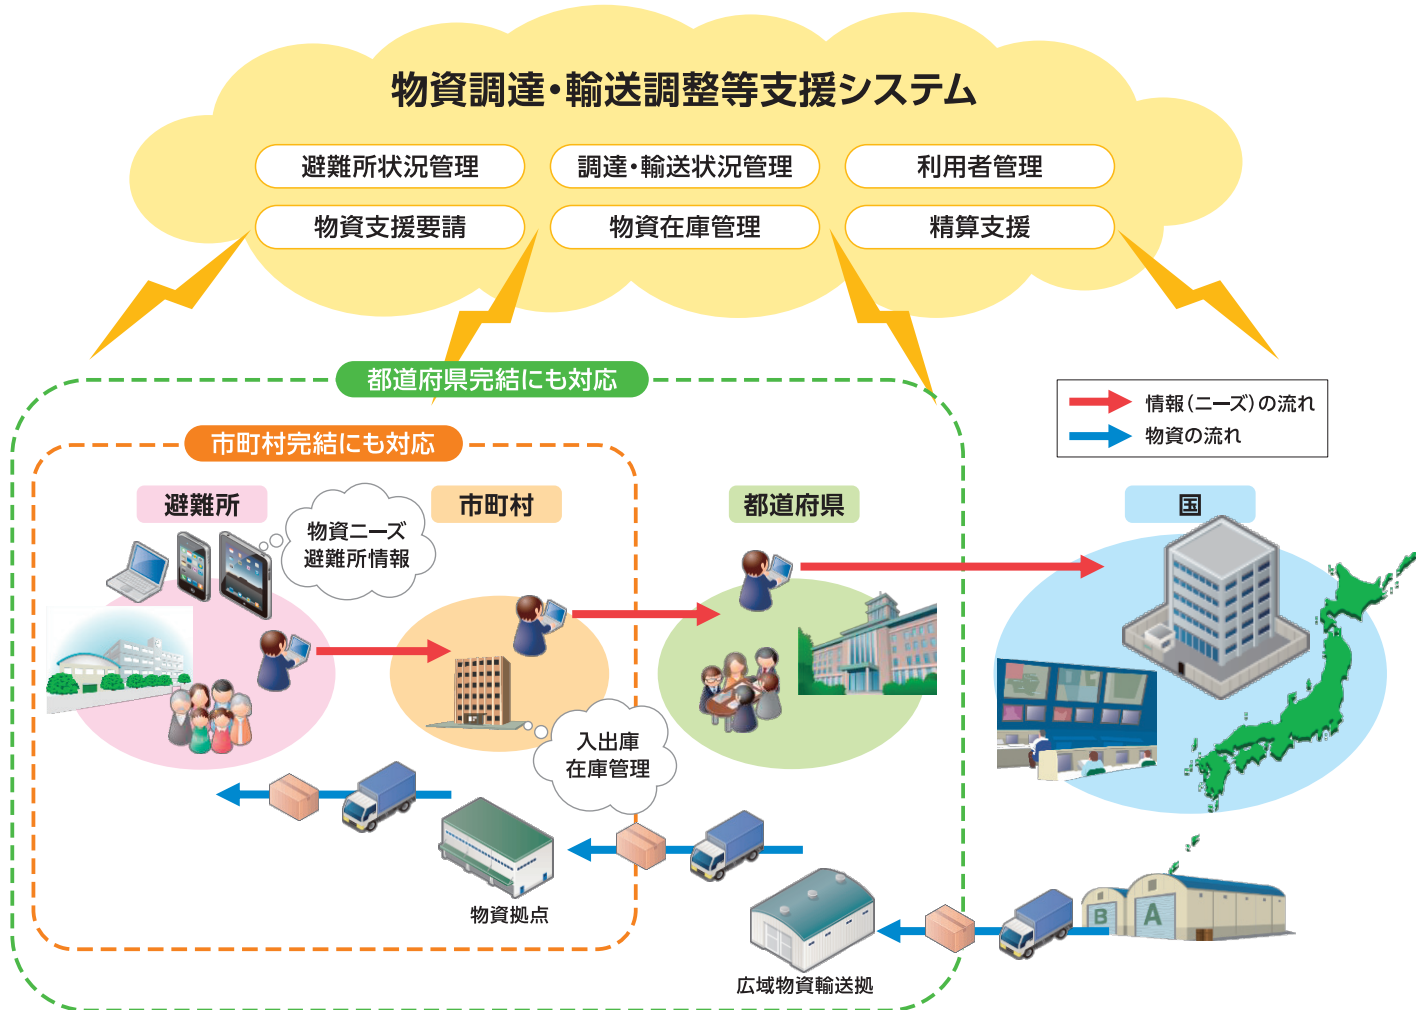 物資調達・輸送調整等支援システム
避難所状況管理
調達・輸送状況管理
利用者管理
物資支援要請
物資在庫管理
精算支援
都道府県完結にも対応
情報(ニーズ)の流れ
物資の流れ
市町村完結にも対応
避難所
物資ニーズ
避難所情報
市町村
都道府県
国
入出庫
在庫管理
物資拠点
B
A
広域物資輸送拠